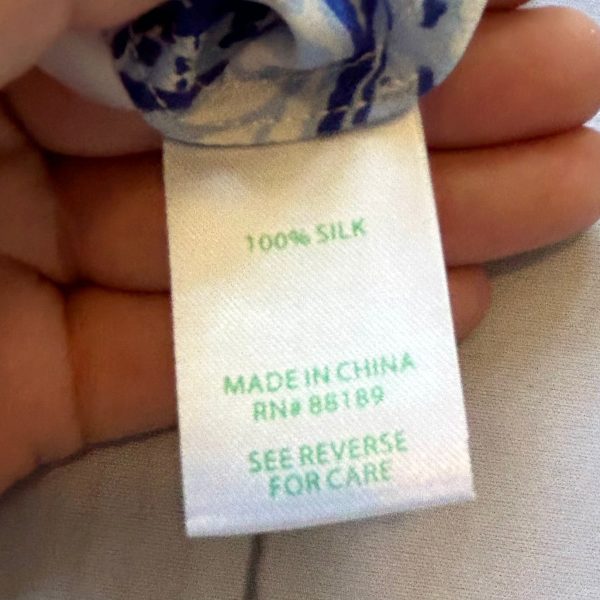 100% SILK
MADE IN CHINA
RN# 88189
SEE REVERSE
FOR CARE